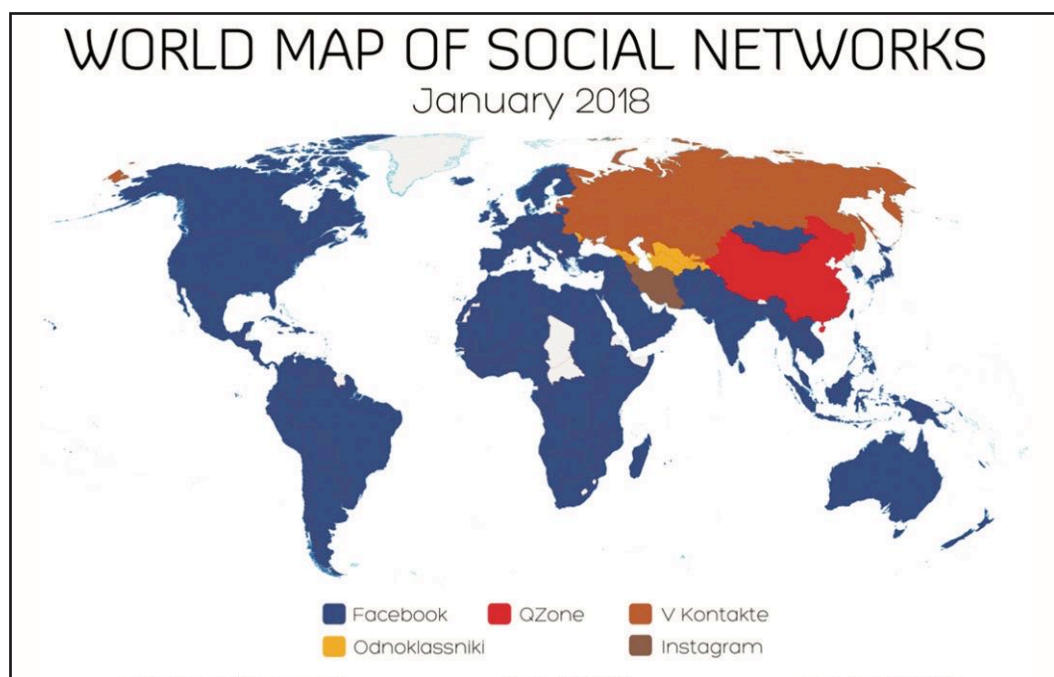 WORLD MAP OF SOCIAL NETWORKS
January 2018
Facebook QZone V Kontakte
Odnoklassniki Instagram